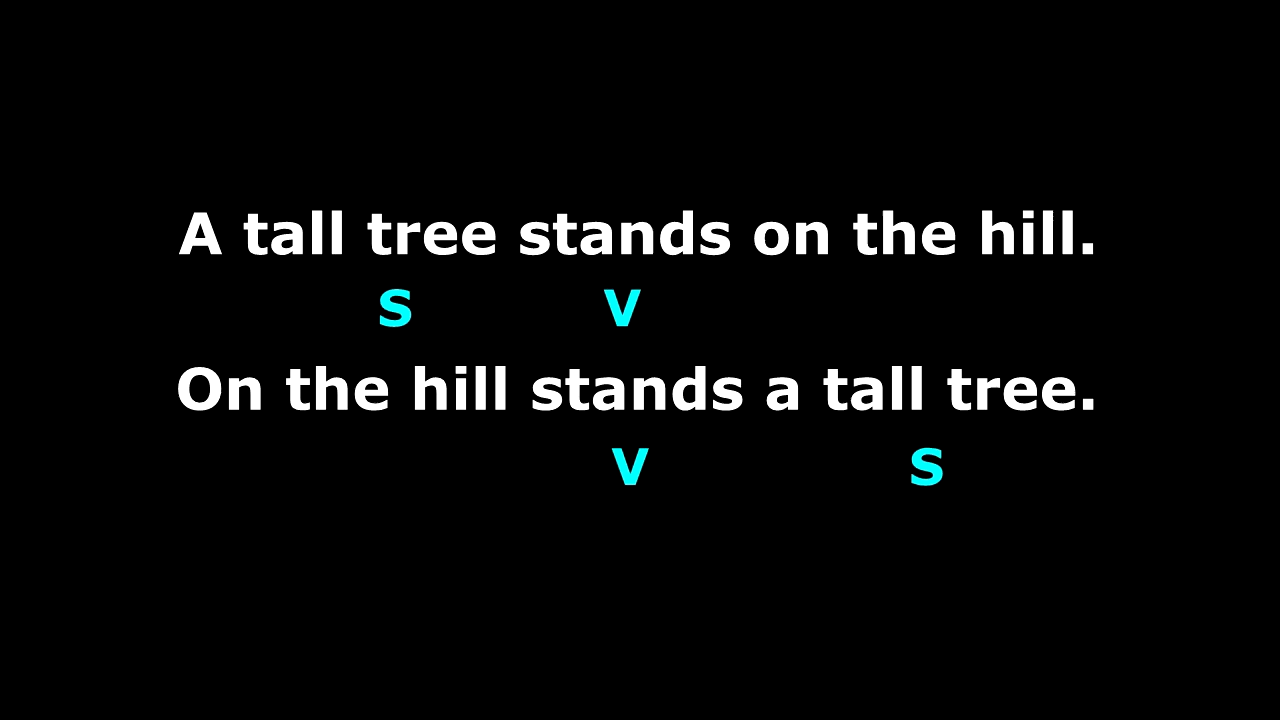 A tall tree stands on the hill.
S V
On the hill stands a tall tree.
V S